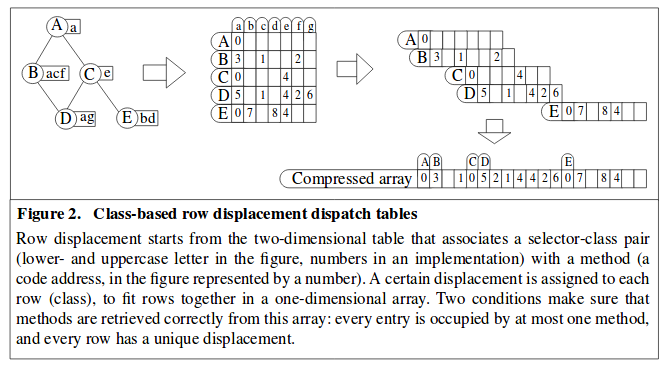 A a
B acf C e
D ag E bd
a b c d e f g
A 0
B 3 1 2
C 0 4
D 5 1 4 2 6
E 0 7 8 4
A 0
B 3 1 2
C 0 4
D 5 1 4 2 6
E 0 7 8 4
A B C D E
Compressed array 0 3 1 0 5 2 1 4 4 2 6 0 7 8 4
Figure 2. Class-based row displacement dispatch tables
Row displacement starts from the two-dimensional table that associates a selector-class pair
(lower- and uppercase letter in the figure, numbers in an implementation) with a method (a
code address, in the figure represented by a number). A certain displacement is assigned to each
row (class), to fit rows together in a one-dimensional array. Two conditions make sure that
methods are retrieved correctly from this array: every entry is occupied by at most one method,
and every row has a unique displacement.